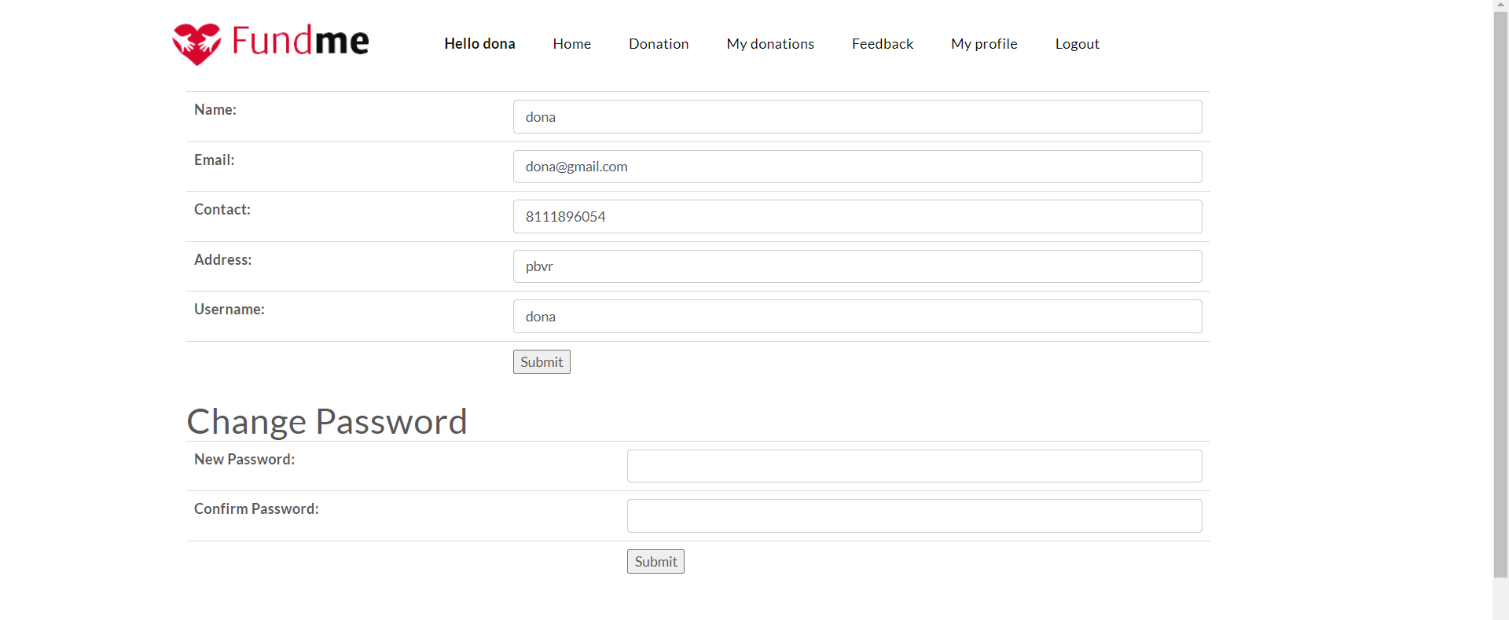 Fundme Hello dona Home Donation My donations Feedback My profile Logout
Name: dona
Email: dona@gmail.com
Contact: 8111896054
Address: pbvr
Username: dona
Submit
Change Password
New Password:
Confirm Password:
Submit